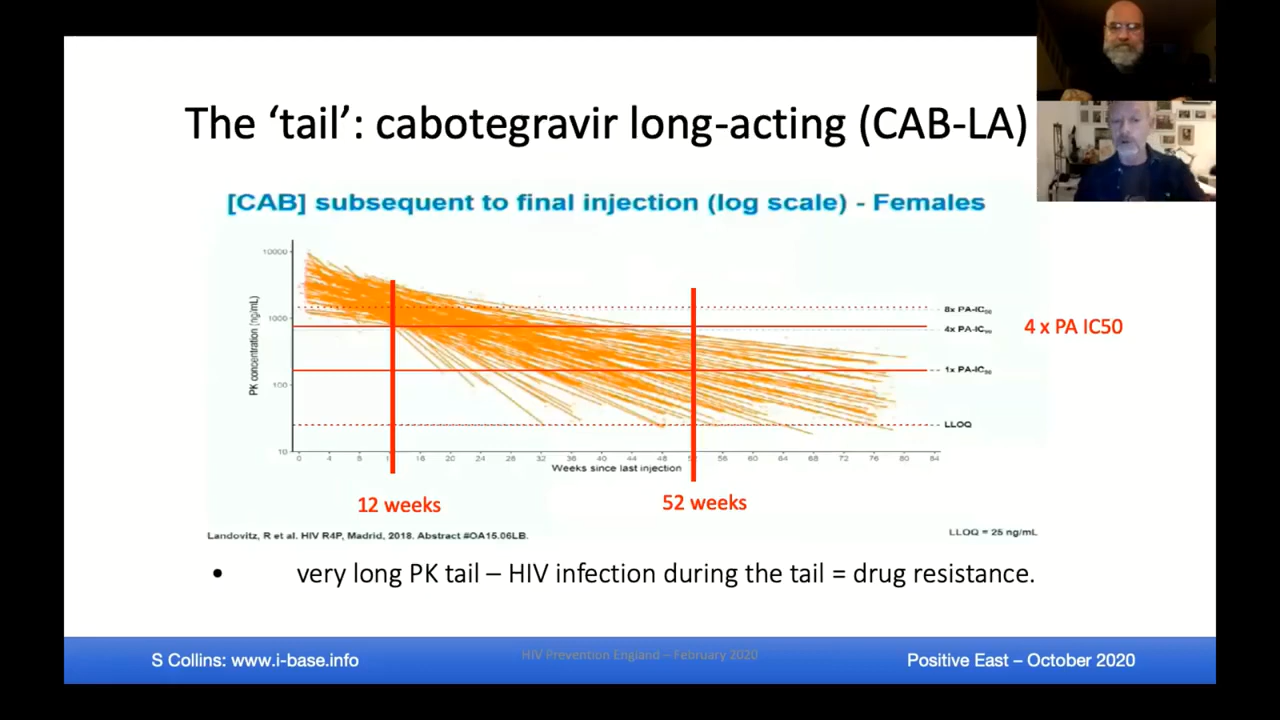 The ‘tail’: cabotegravir long-acting (CAB-LA)
[CAB] subsequent to final injection (log scale) - Females
PK concentration (ng/mL)
10000
1000
100
10
8x PA-IC₉₀
4x PA-IC₉₀
4 x PA IC50
1x PA-IC₉₀
LLOQ
0 4 8 16 20 24 28 32 36 40 44 48 56 60 64 68 72 76 80 84
Weeks since last injection
12 weeks
52 weeks
Landovitz, R et al. HIV R4P, Madrid, 2018. Abstract #OA15.06LB.
LLOQ = 25 ng/mL
• very long PK tail – HIV infection during the tail = drug resistance.
S Collins: www.i-base.info
HIV Prevention England – February 2020
Positive East – October 2020